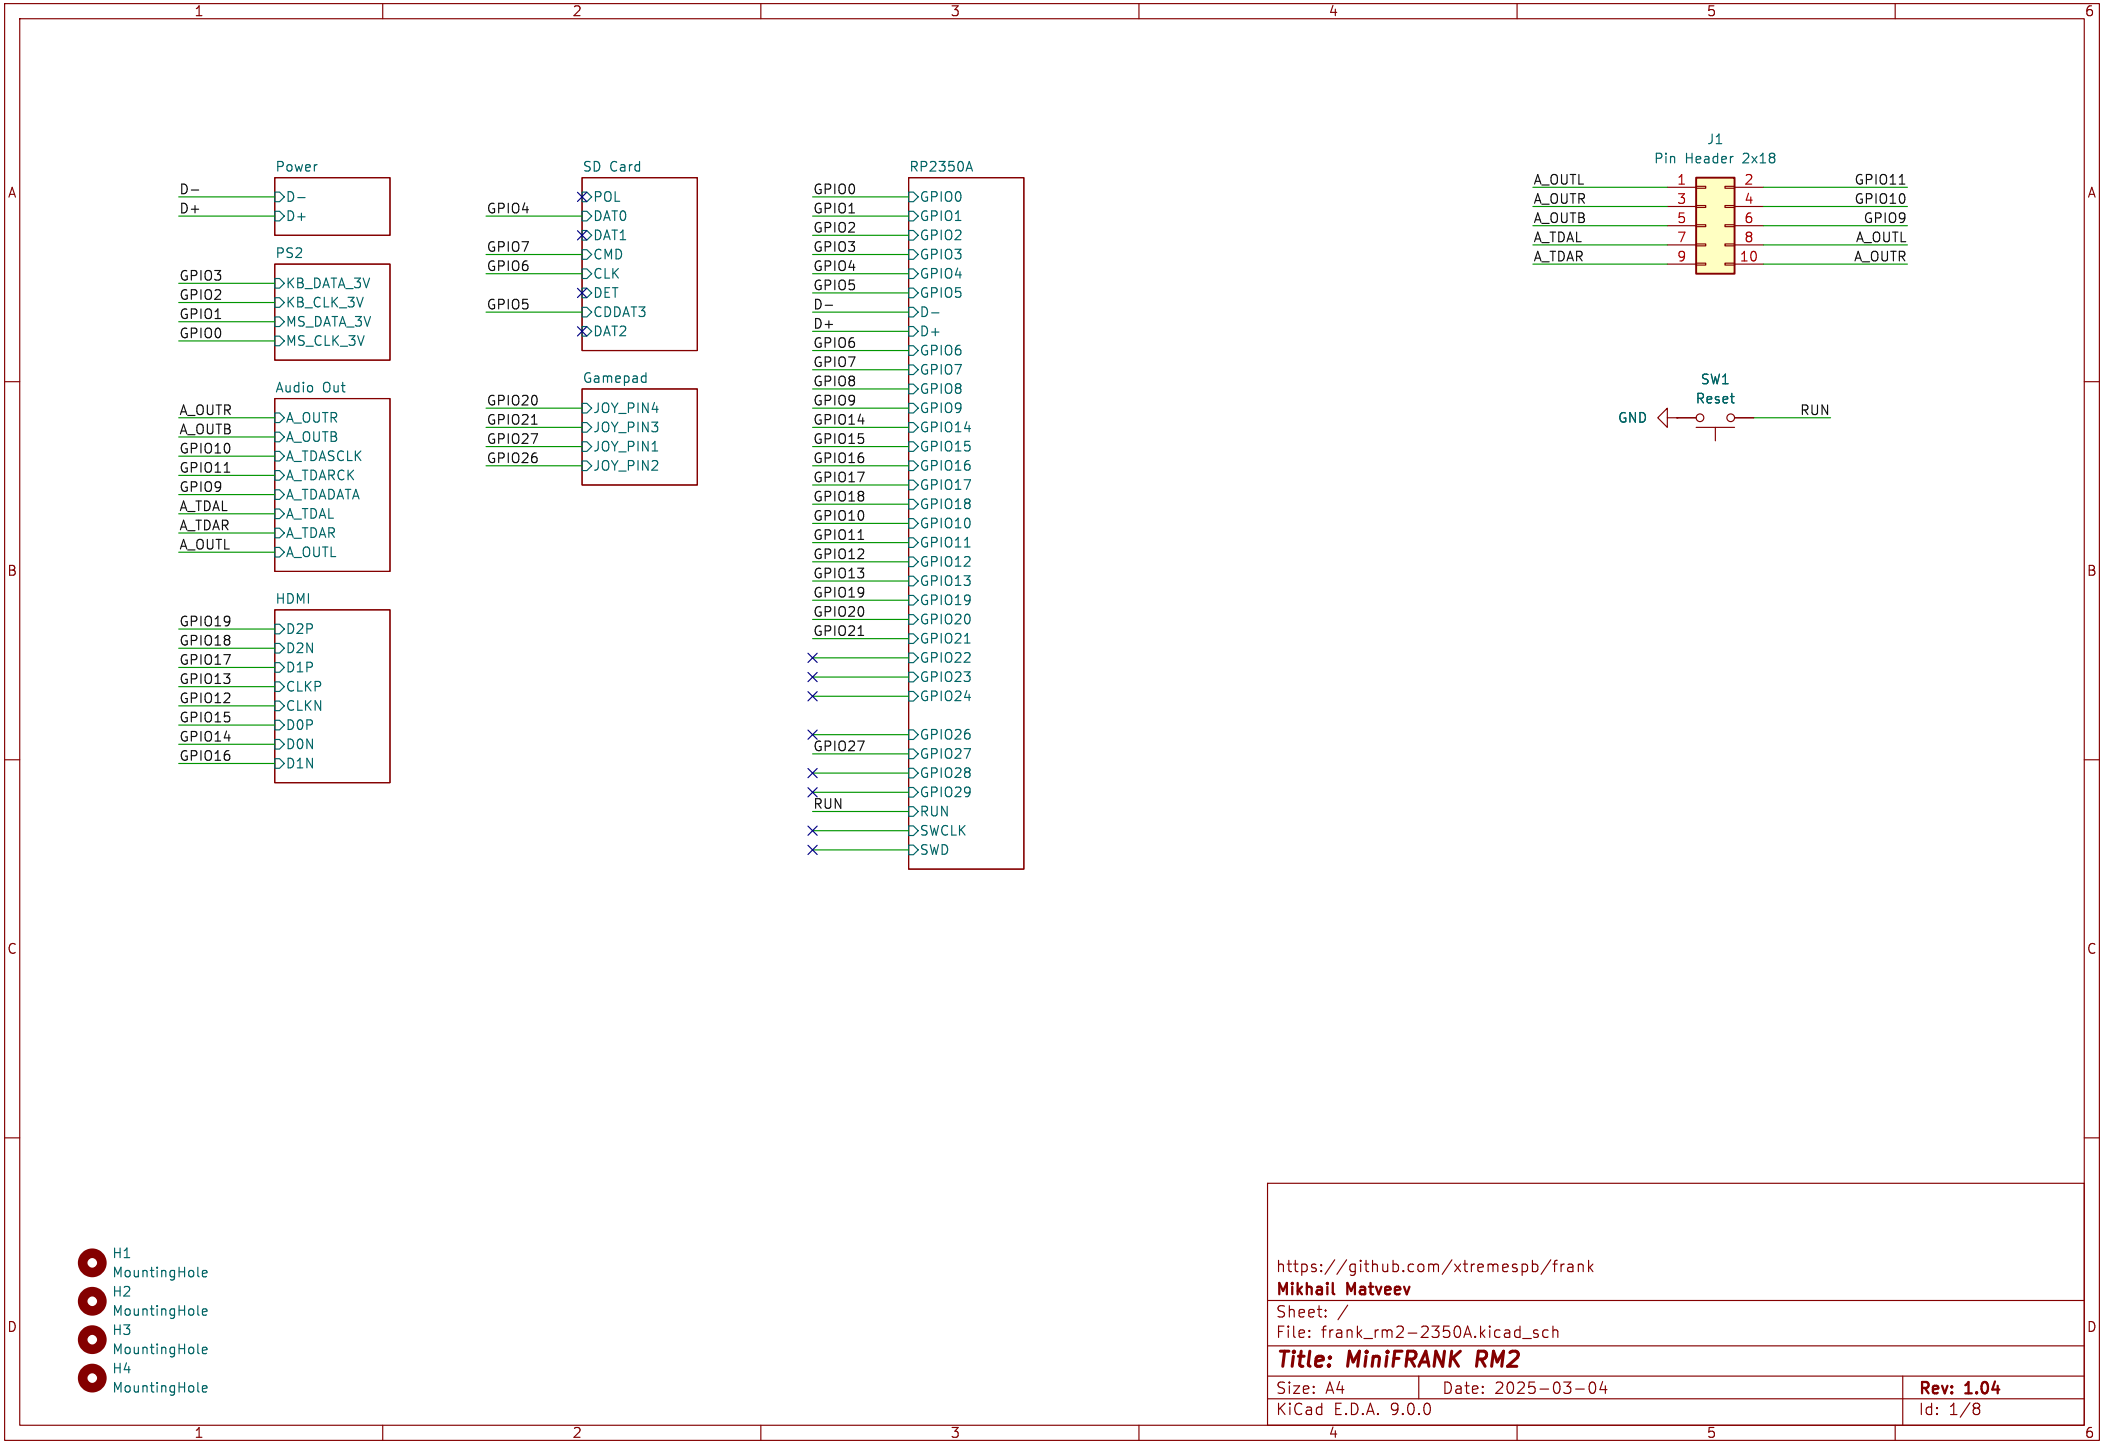 1 2 3 4 5 6
A
B
C
D
Power
D- D-
D+ D+
PS2
GPIO3 KB_DATA_3V
GPIO2 KB_CLK_3V
GPIO1 MS_DATA_3V
GPIO0 MS_CLK_3V
Audio Out
A_OUTR A_OUTR
A_OUTB A_OUTB
GPIO10 A_TDASCLK
GPIO11 A_TDARCK
GPIO9 A_TDADATA
A_TDAL A_TDAL
A_TDAR A_TDAR
A_OUTL A_OUTL
HDMI
GPIO19 D2P
GPIO18 D2N
GPIO17 D1P
GPIO13 CLKP
GPIO12 CLKN
GPIO15 D0P
GPIO14 D0N
GPIO16 D1N
SD Card
POL
GPIO4 DAT0
DAT1
GPIO7 CMD
GPIO6 CLK
DET
GPIO5 CDDAT3
DAT2
Gamepad
GPIO20 JOY_PIN4
GPIO21 JOY_PIN3
GPIO27 JOY_PIN1
GPIO26 JOY_PIN2
RP2350A
GPIO0 GPIO0
GPIO1 GPIO1
GPIO2 GPIO2
GPIO3 GPIO3
GPIO4 GPIO4
GPIO5 GPIO5
D- D-
D+ D+
GPIO6 GPIO6
GPIO7 GPIO7
GPIO8 GPIO8
GPIO9 GPIO9
GPIO14 GPIO14
GPIO15 GPIO15
GPIO16 GPIO16
GPIO17 GPIO17
GPIO18 GPIO18
GPIO10 GPIO10
GPIO11 GPIO11
GPIO12 GPIO12
GPIO13 GPIO13
GPIO19 GPIO19
GPIO20 GPIO20
GPIO21 GPIO21
GPIO22
GPIO23
GPIO24
GPIO26
GPIO27 GPIO27
GPIO28
GPIO29
RUN RUN
SWCLK
SWD
J1
Pin Header 2x18
A_OUTL 1 2 GPIO11
A_OUTR 3 4 GPIO10
A_OUTB 5 6 GPIO9
A_TDAL 7 8 A_OUTL
A_TDAR 9 10 A_OUTR
SW1
Reset
GND RUN
H1
MountingHole
H2
MountingHole
H3
MountingHole
H4
MountingHole
https://github.com/xtremespb/frank
Mikhail Matveev
Sheet: /
File: frank_rm2-2350A.kicad_sch
Title: MiniFRANK RM2
Size: A4 Date: 2025-03-04 Rev: 1.04
KiCad E.D.A. 9.0.0 Id: 1/8
A
B
C
D
1 2 3 4 5 6